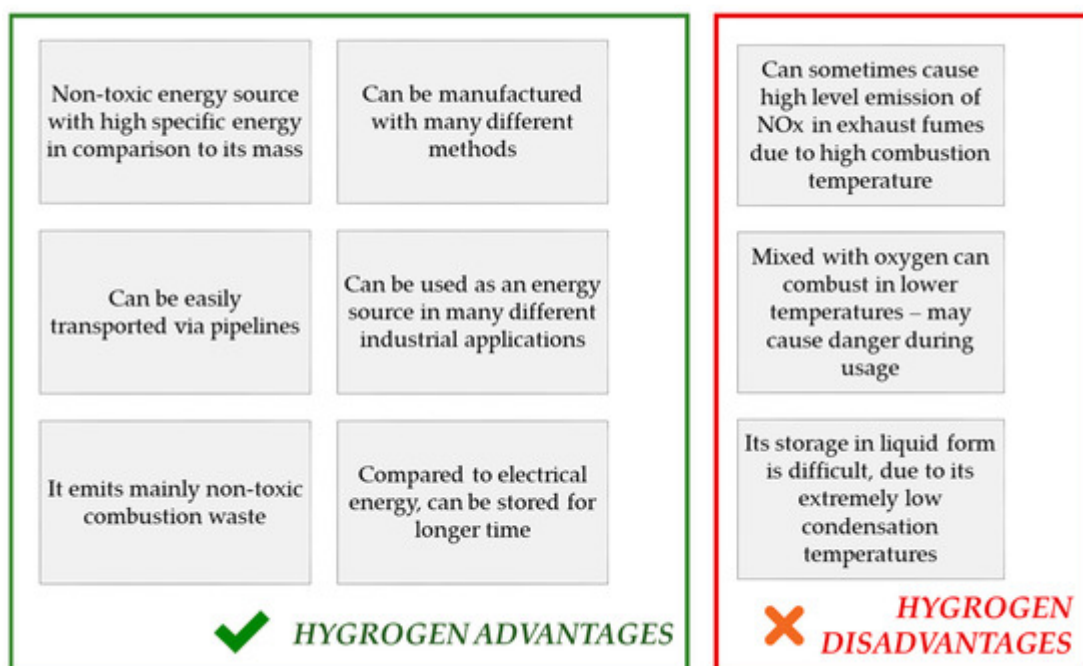 Non-toxic energy source
with high specific energy
in comparison to its mass
Can be manufactured
with many different
methods
Can be easily
transported via pipelines
Can be used as an energy
source in many different
industrial applications
It emits mainly non-toxic
combustion waste
Compared to electrical
energy, can be stored for
longer time
HYGROGEN ADVANTAGES
Can sometimes cause
high level emission of
NOx in exhaust fumes
due to high combustion
temperature
Mixed with oxygen can
combust in lower
temperatures – may
cause danger during
usage
Its storage in liquid form
is difficult, due to its
extremely low
condensation
temperatures
HYGROGEN
DISADVANTAGES